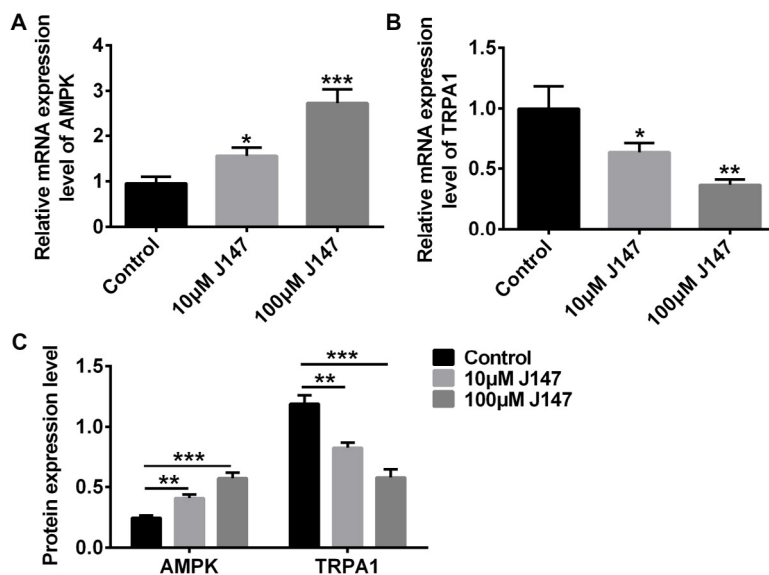 A
Relative mRNA expression
level of AMPK
4
3
2
1
0
*
***
Control
10μM J147
100μM J147
B
Relative mRNA expression
level of TRPA1
1.5
1.0
0.5
0.0
*
**
Control
10μM J147
100μM J147
C
Protein expression level
1.5
1.0
0.5
0.0
***
**
***
**
AMPK
TRPA1
Control
10μM J147
100μM J147